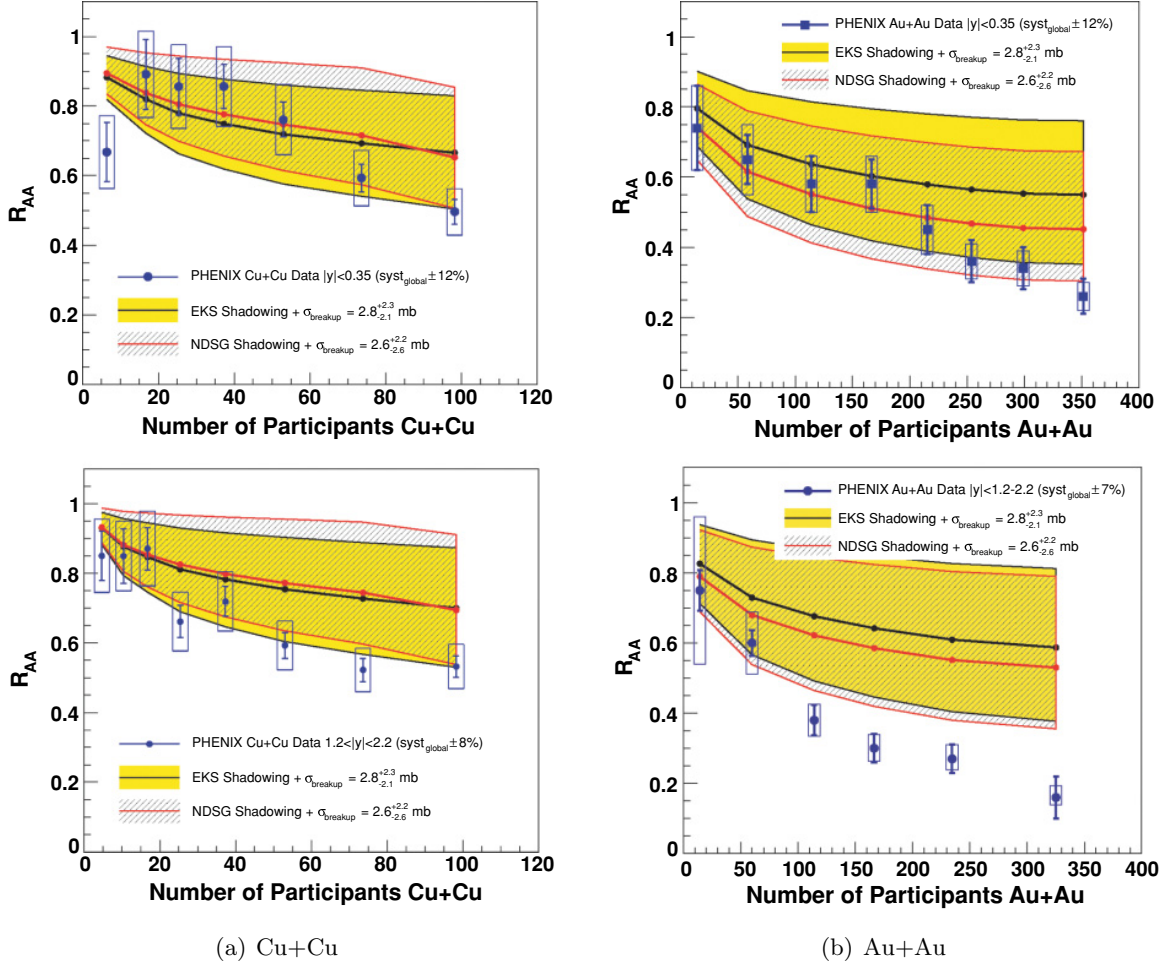 1
0.8
0.6
0.4
0.2
0
R_AA
PHENIX Cu+Cu Data |y|<0.35 (syst_global ± 12%)
EKS Shadowing + σ_breakup = 2.8 +2.3 -2.1 mb
NDSG Shadowing + σ_breakup = 2.6 +2.2 -2.6 mb
0 20 40 60 80 100 120
Number of Participants Cu+Cu
PHENIX Au+Au Data |y|<0.35 (syst_global ± 12%)
EKS Shadowing + σ_breakup = 2.8 +2.3 -2.1 mb
NDSG Shadowing + σ_breakup = 2.6 +2.2 -2.6 mb
1
0.8
0.6
0.4
0.2
0
R_AA
0 50 100 150 200 250 300 350 400
Number of Participants Au+Au
1
0.8
0.6
0.4
0.2
0
R_AA
PHENIX Cu+Cu Data 1.2<|y|<2.2 (syst_global ± 8%)
EKS Shadowing + σ_breakup = 2.8 +2.3 -2.1 mb
NDSG Shadowing + σ_breakup = 2.6 +2.2 -2.6 mb
0 20 40 60 80 100 120
Number of Participants Cu+Cu
PHENIX Au+Au Data |y|<1.2-2.2 (syst_global ± 7%)
EKS Shadowing + σ_breakup = 2.8 +2.3 -2.1 mb
NDSG Shadowing + σ_breakup = 2.6 +2.2 -2.6 mb
1
0.8
0.6
0.4
0.2
0
R_AA
0 50 100 150 200 250 300 350 400
Number of Participants Au+Au
(a) Cu+Cu
(b) Au+Au